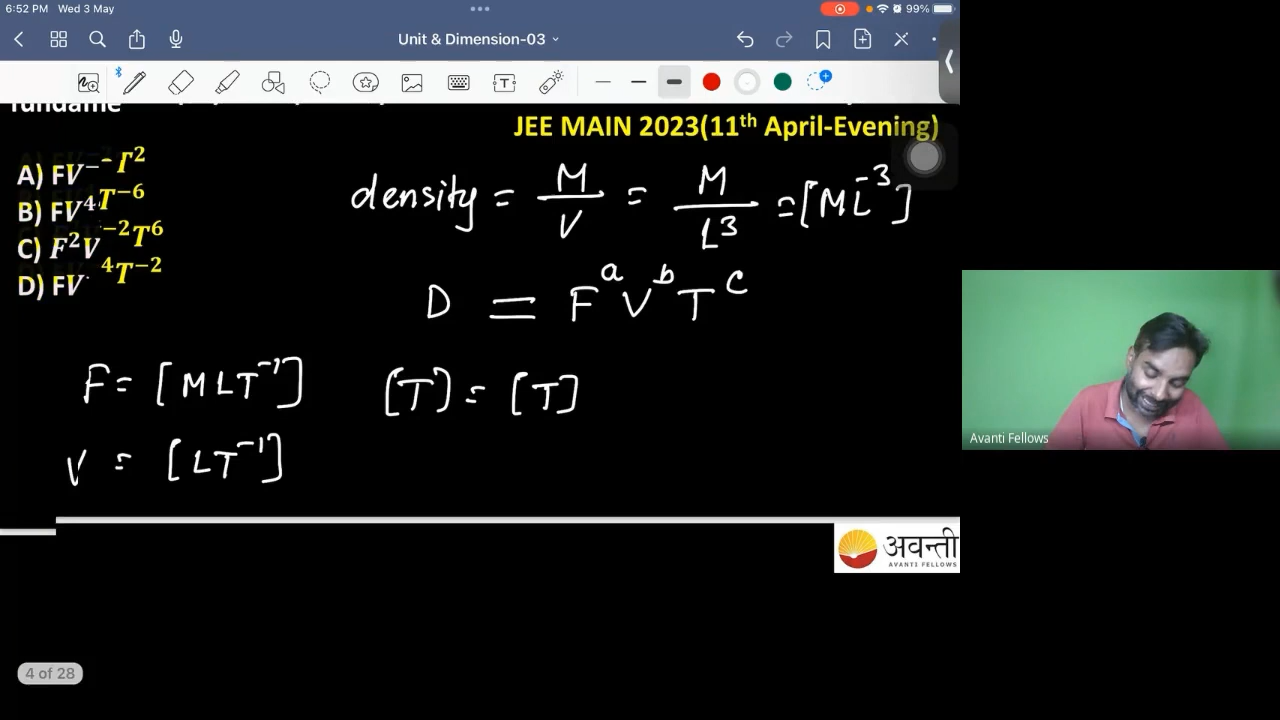 6:52 PM Wed 3 May
99%
Unit & Dimension-03
JEE MAIN 2023(11th April-Evening)
A) FV
B) FV⁴T⁻⁶
C) F²V⁻²T⁶
D) FV ⁴T⁻²
density = M/V = M/L³ = [ML⁻³]
D = FᵃVᵇTᶜ
F = [MLT⁻¹] [T] = [T]
V = [LT⁻¹]
Avanti Fellows
अवन्ती
AVANTI FELLOWS
4 of 28